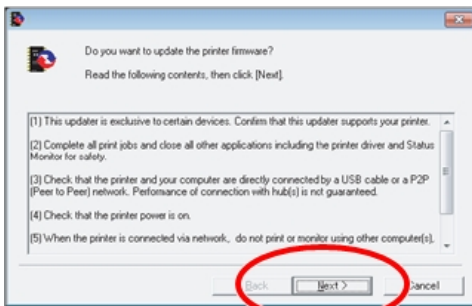 Do you want to update the printer firmware?
Read the following contents, then click [Next].
(1) This updater is exclusive to certain devices. Confirm that this updater supports your printer.
(2) Complete all print jobs and close all other applications including the printer driver and Status
Monitor for safety.
(3) Check that the printer and your computer are directly connected by a USB cable or a P2P
(Peer to Peer) network. Performance of connection with hub(s) is not guaranteed.
(4) Check that the printer power is on.
(5) When the printer is connected via network, do not print or monitor using other computer(s),
Back Next > Cancel